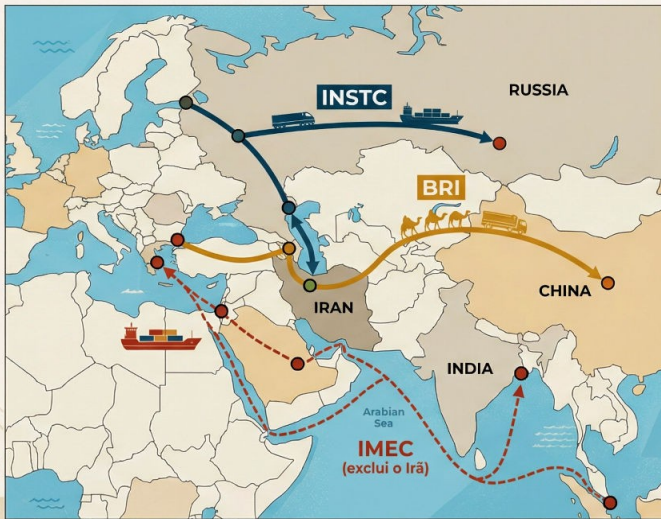 INSTC
RUSSIA
BRI
IRAN
CHINA
INDIA
Arabian
Sea
IMEC
(exclui o Irã)